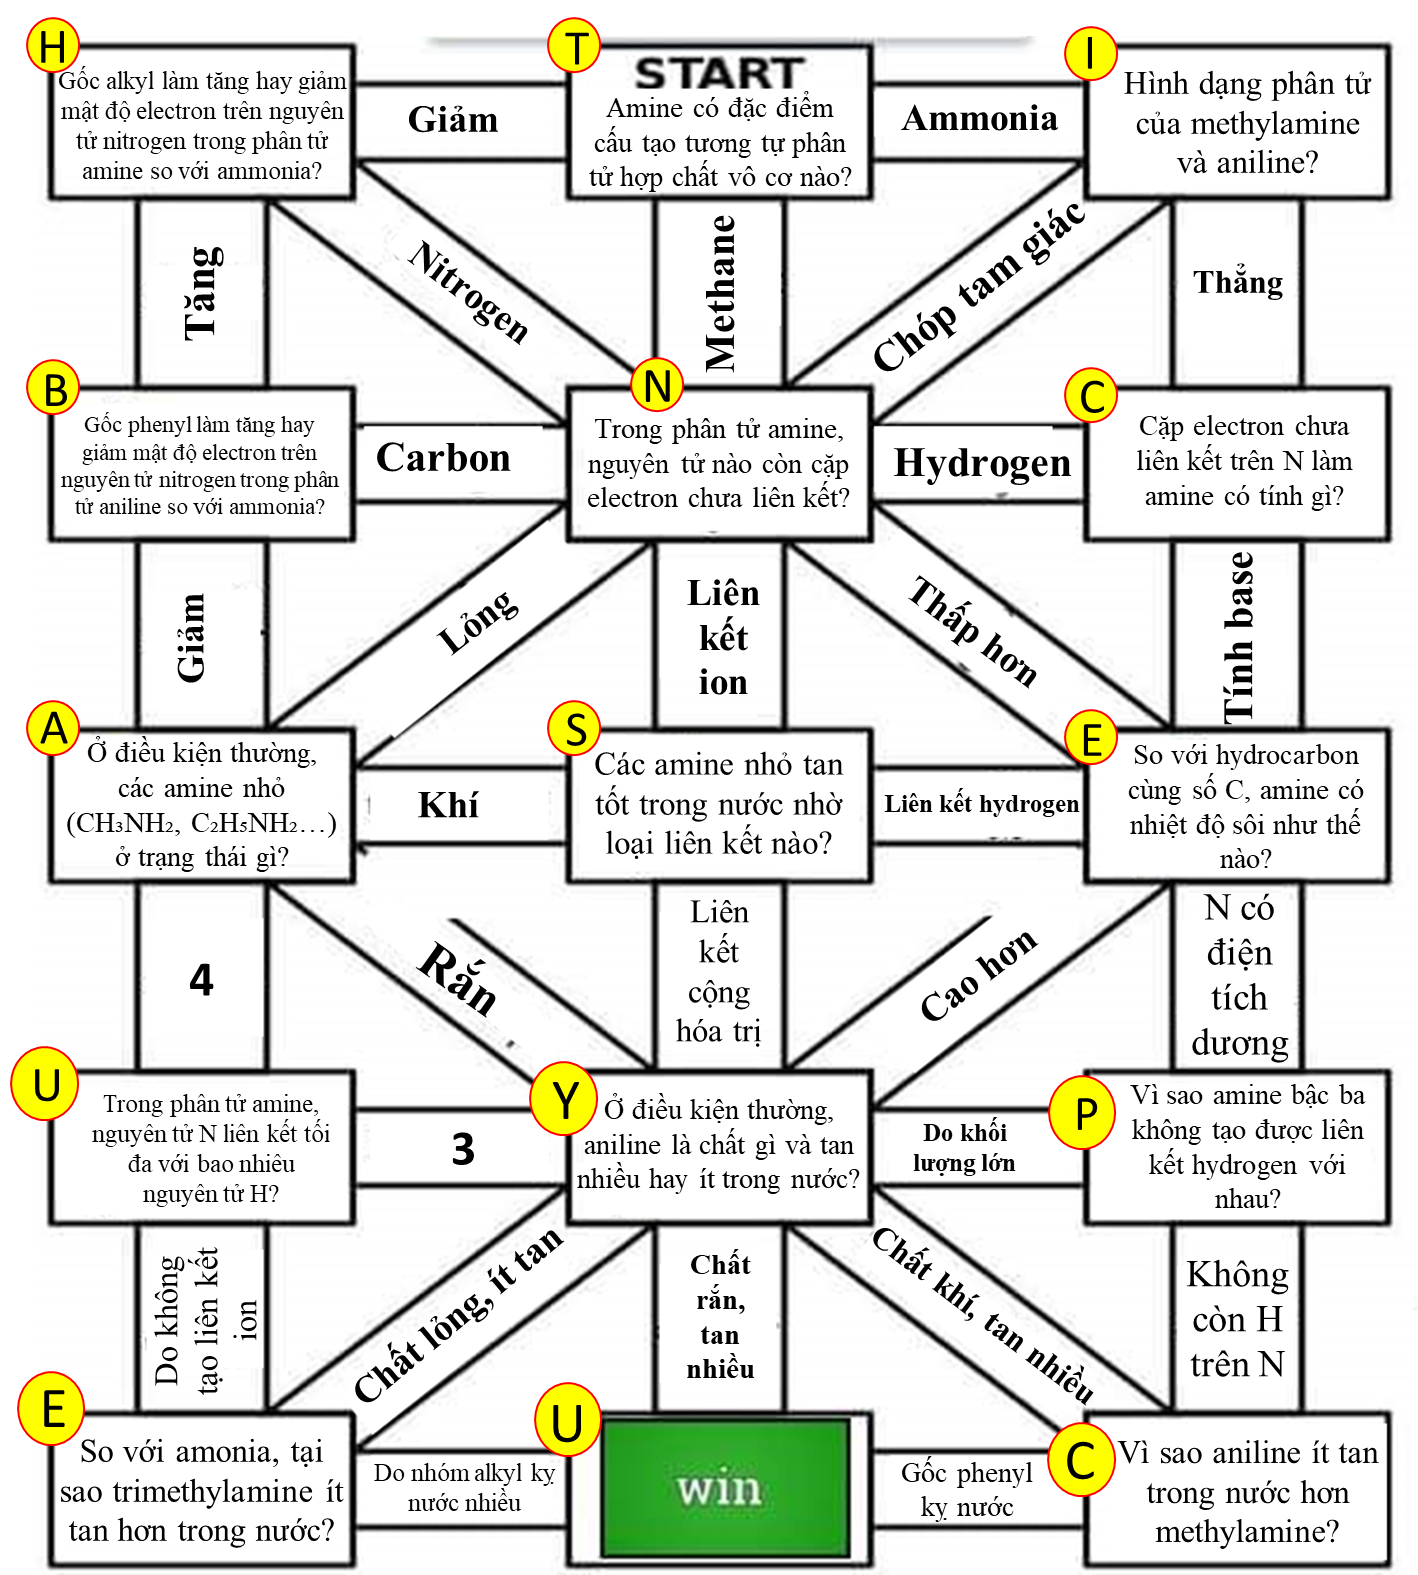 H
Gốc alkyl làm tăng hay giảm
mật độ electron trên nguyên
tử nitrogen trong phân tử
amine so với ammonia?
Giảm
T
START
Amine có đặc điểm
cấu tạo tương tự phân
tử hợp chất vô cơ nào?
Ammonia
I
Hình dạng phân tử
của methylamine
và aniline?
Tăng
Nitrogen
Methane
Chóp tam giác
Thẳng
B
Gốc phenyl làm tăng hay
giảm mật độ electron trên
nguyên tử nitrogen trong phân
tử aniline so với ammonia?
Carbon
N
Trong phân tử amine,
nguyên tử nào còn cặp
electron chưa liên kết?
Hydrogen
C
Cặp electron chưa
liên kết trên N làm
amine có tính gì?
Giảm
Lỏng
Liên
kết
ion
Thấp hơn
Tính base
A
Ở điều kiện thường,
các amine nhỏ
(CH₃NH₂, C₂H₅NH₂…)
ở trạng thái gì?
Khí
S
Các amine nhỏ tan
tốt trong nước nhờ
loại liên kết nào?
Liên kết hydrogen
E
So với hydrocarbon
cùng số C, amine có
nhiệt độ sôi như thế
nào?
4
Rắn
Liên
kết
cộng
hóa trị
Cao hơn
N có
điện
tích
dương
U
Trong phân tử amine,
nguyên tử N liên kết tối
đa với bao nhiêu
nguyên tử H?
3
Y
Ở điều kiện thường,
aniline là chất gì và tan
nhiều hay ít trong nước?
Do khối
lượng lớn
P
Vì sao amine bậc ba
không tạo được liên
kết hydrogen với
nhau?
Do không
tạo liên kết
ion
Chất lỏng, ít tan
Chất
rắn,
tan
nhiều
Chất khí, tan nhiều
Không
còn H
trên N
E
So với amonia, tại
sao trimethylamine ít
tan hơn trong nước?
Do nhóm alkyl kỵ
nước nhiều
U
win
Gốc phenyl
kỵ nước
C
Vì sao aniline ít tan
trong nước hơn
methylamine?